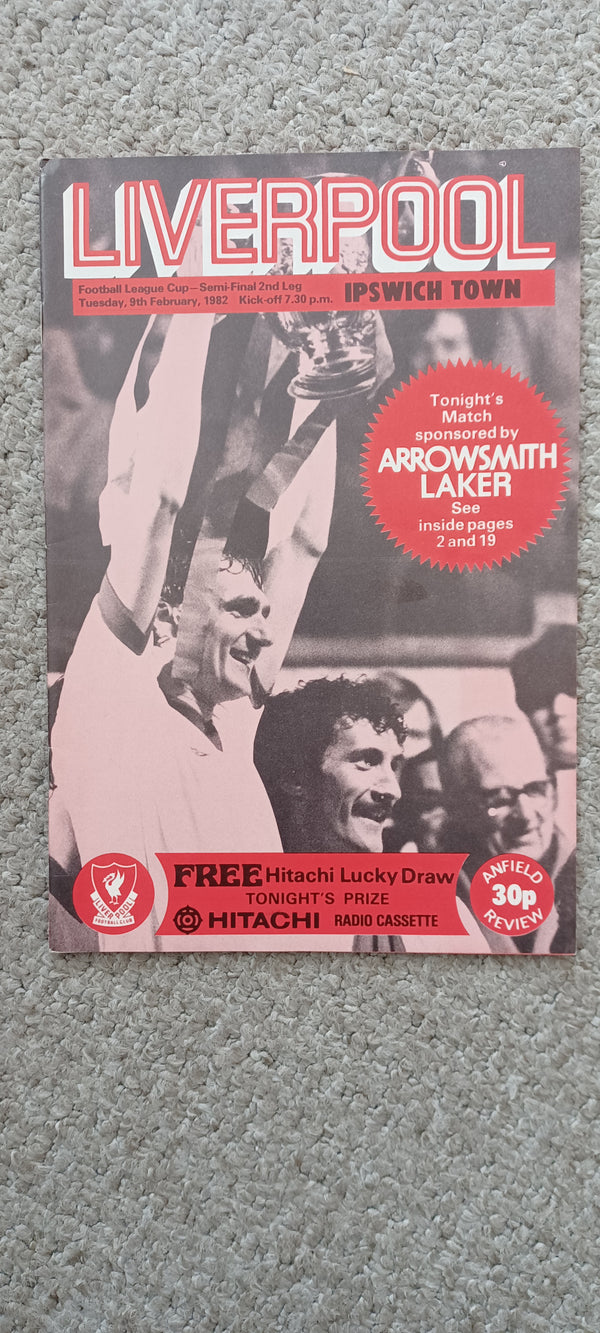 LIVERPOOL
Football League Cup – Semi-Final 2nd Leg
Tuesday, 9th February, 1982 Kick-off 7.30 p.m.
IPSWICH TOWN
Tonight's
Match
sponsored by
ARROWSMITH
LAKER
See
inside pages
2 and 19
FREE Hitachi Lucky Draw
TONIGHT'S PRIZE
HITACHI RADIO CASSETTE
LIVERPOOL
FOOTBALL CLUB
ANFIELD
30p
REVIEW